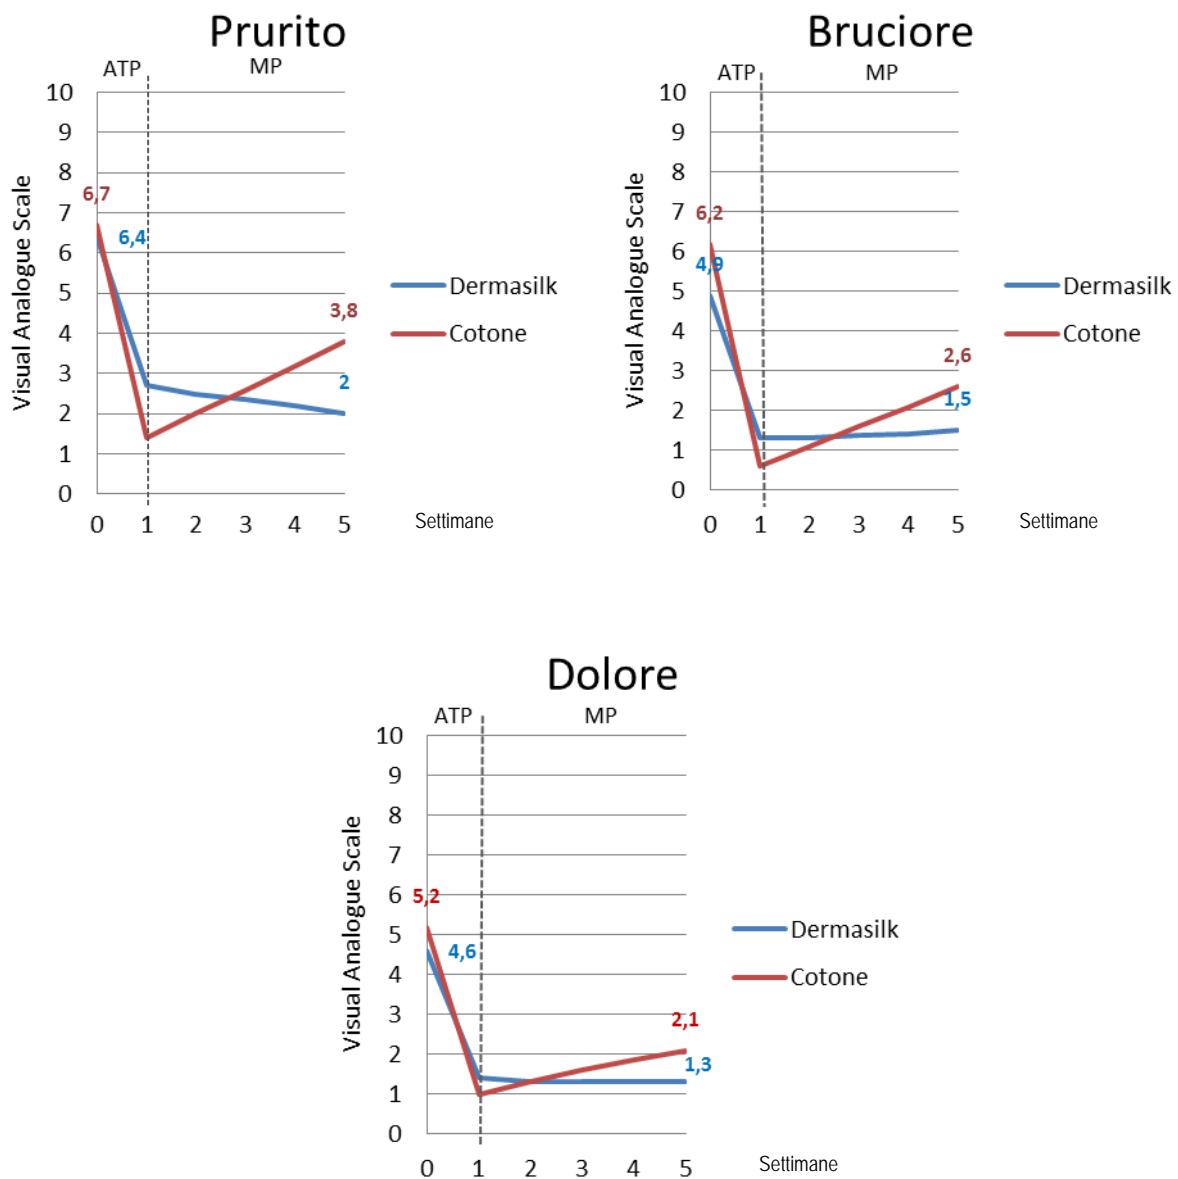 Prurito
ATP MP
10
9
8
7
6
5
4
3
2
1
0
Visual Analogue Scale
6,7
6,4
3,8
2
0 1 2 3 4 5
Settimane
Dermasilk
Cotone
Bruciore
ATP MP
10
9
8
7
6
5
4
3
2
1
0
Visual Analogue Scale
6,2
4,9
2,6
1,5
0 1 2 3 4 5
Settimane
Dermasilk
Cotone
Dolore
ATP MP
10
9
8
7
6
5
4
3
2
1
0
Visual Analogue Scale
5,2
4,6
2,1
1,3
0 1 2 3 4 5
Settimane
Dermasilk
Cotone